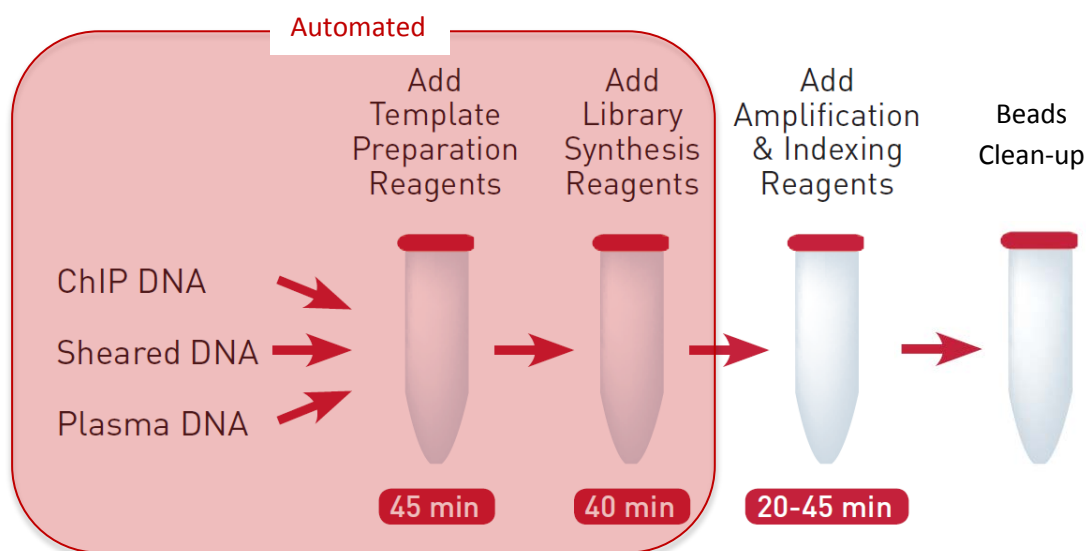 Automated
Add
Template
Preparation
Reagents
Add
Library
Synthesis
Reagents
Add
Amplification
& Indexing
Reagents
Beads
Clean-up
ChIP DNA
Sheared DNA
Plasma DNA
45 min
40 min
20-45 min